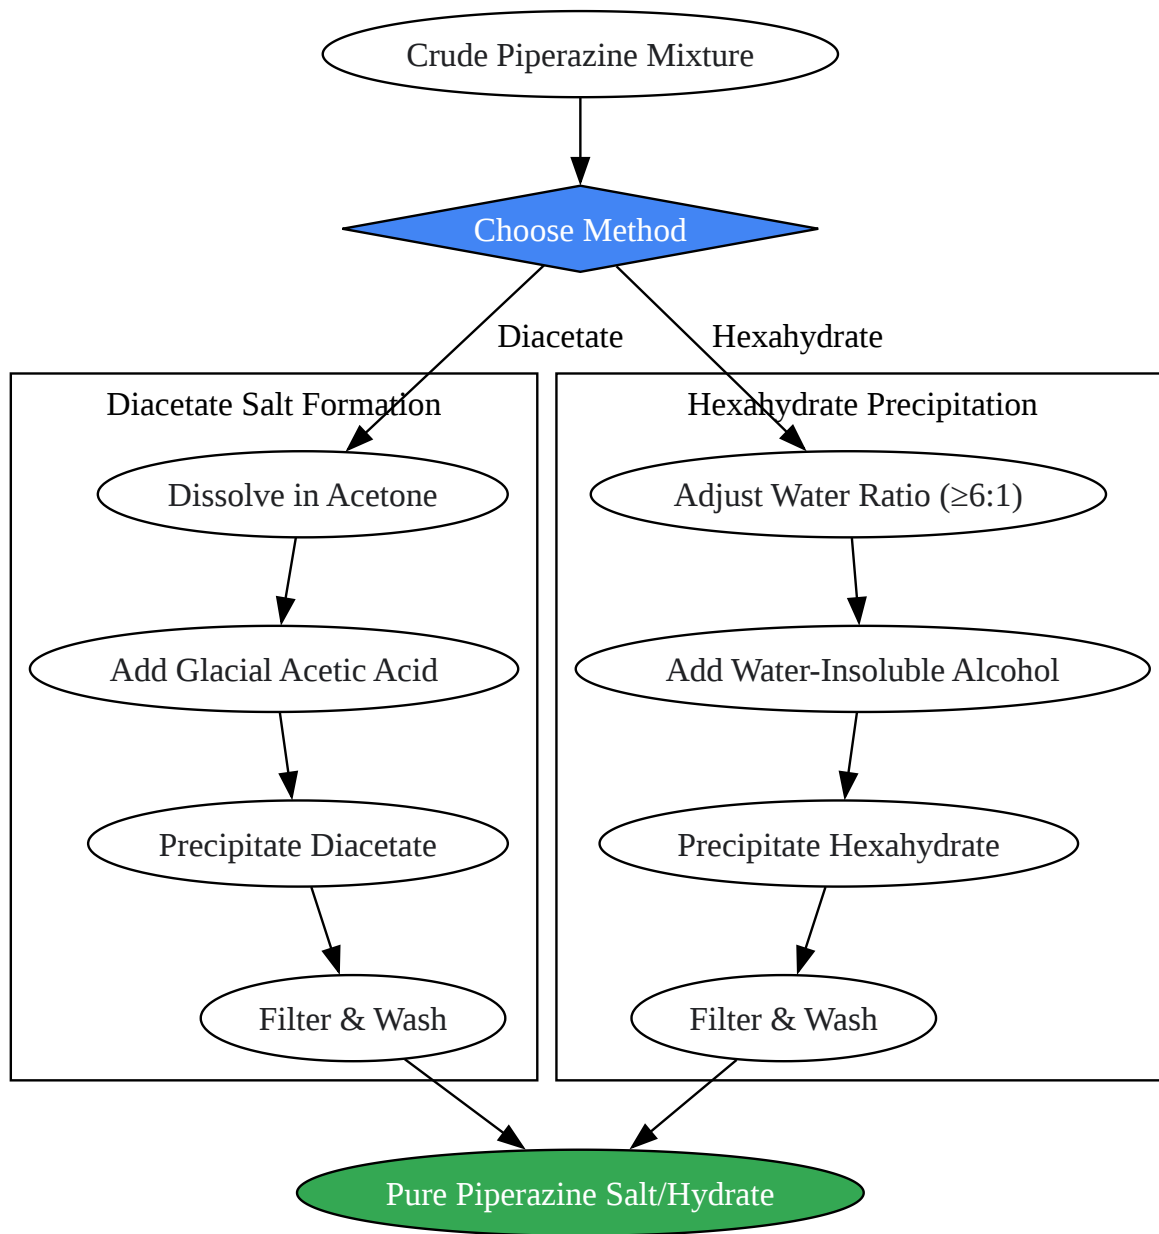 Crude Piperazine Mixture
Choose Method
Diacetate
Hexahydrate
Diacetate Salt Formation
Dissolve in Acetone
Add Glacial Acetic Acid
Precipitate Diacetate
Filter & Wash
Hexahydrate Precipitation
Adjust Water Ratio (≥6:1)
Add Water-Insoluble Alcohol
Precipitate Hexahydrate
Filter & Wash
Pure Piperazine Salt/Hydrate